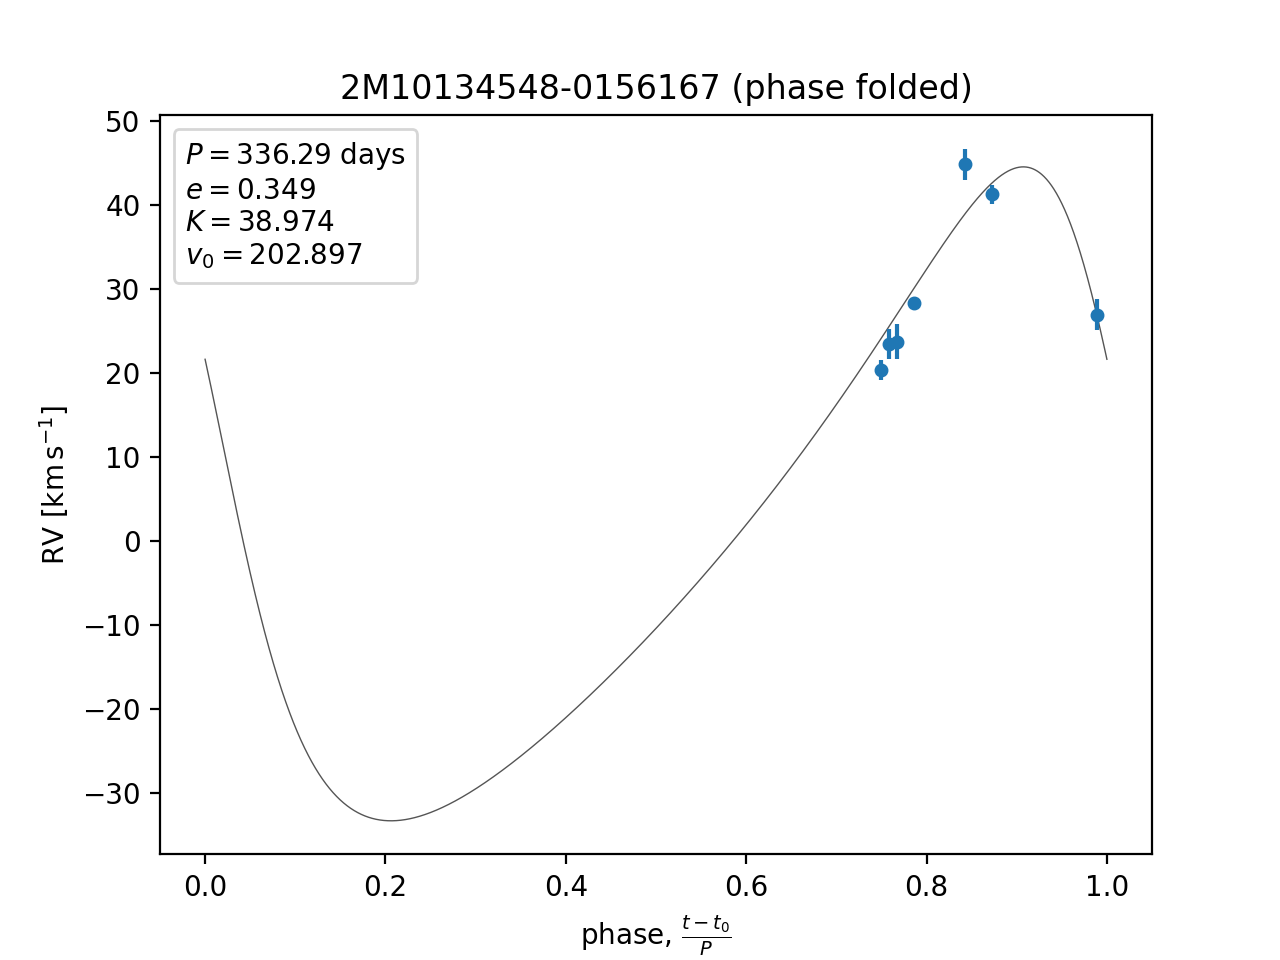 2M10134548-0156167 (phase folded)
P = 336.29 days
e = 0.349
K = 38.974
v₀ = 202.897
50
40
30
20
10
0
−10
−20
−30
RV [km s⁻¹]
0.0 0.2 0.4 0.6 0.8 1.0
phase, (t − t₀)/P